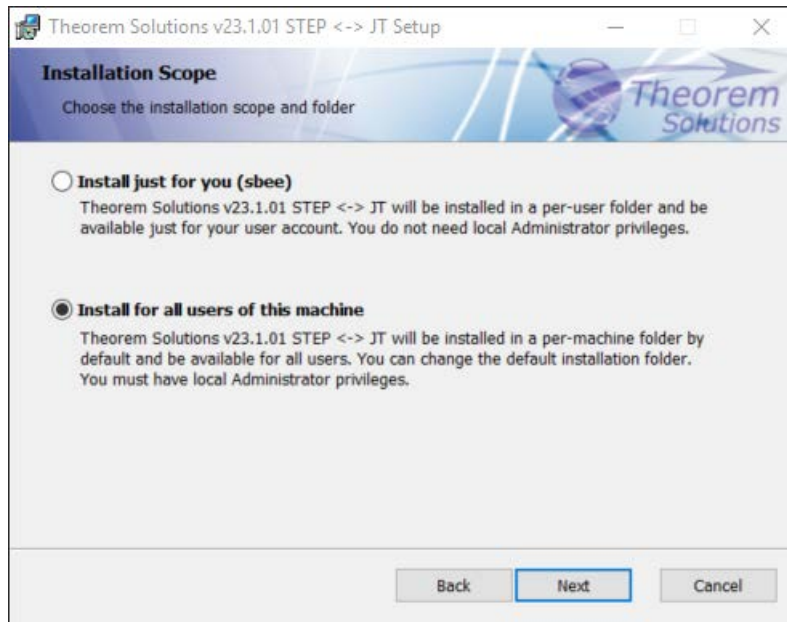 Theorem Solutions v23.1.01 STEP <-> JT Setup
Installation Scope
Choose the installation scope and folder
Theorem
Solutions
Install just for you (sbee)
Theorem Solutions v23.1.01 STEP <-> JT will be installed in a per-user folder and be
available just for your user account. You do not need local Administrator privileges.
Install for all users of this machine
Theorem Solutions v23.1.01 STEP <-> JT will be installed in a per-machine folder by
default and be available for all users. You can change the default installation folder.
You must have local Administrator privileges.
Back Next Cancel